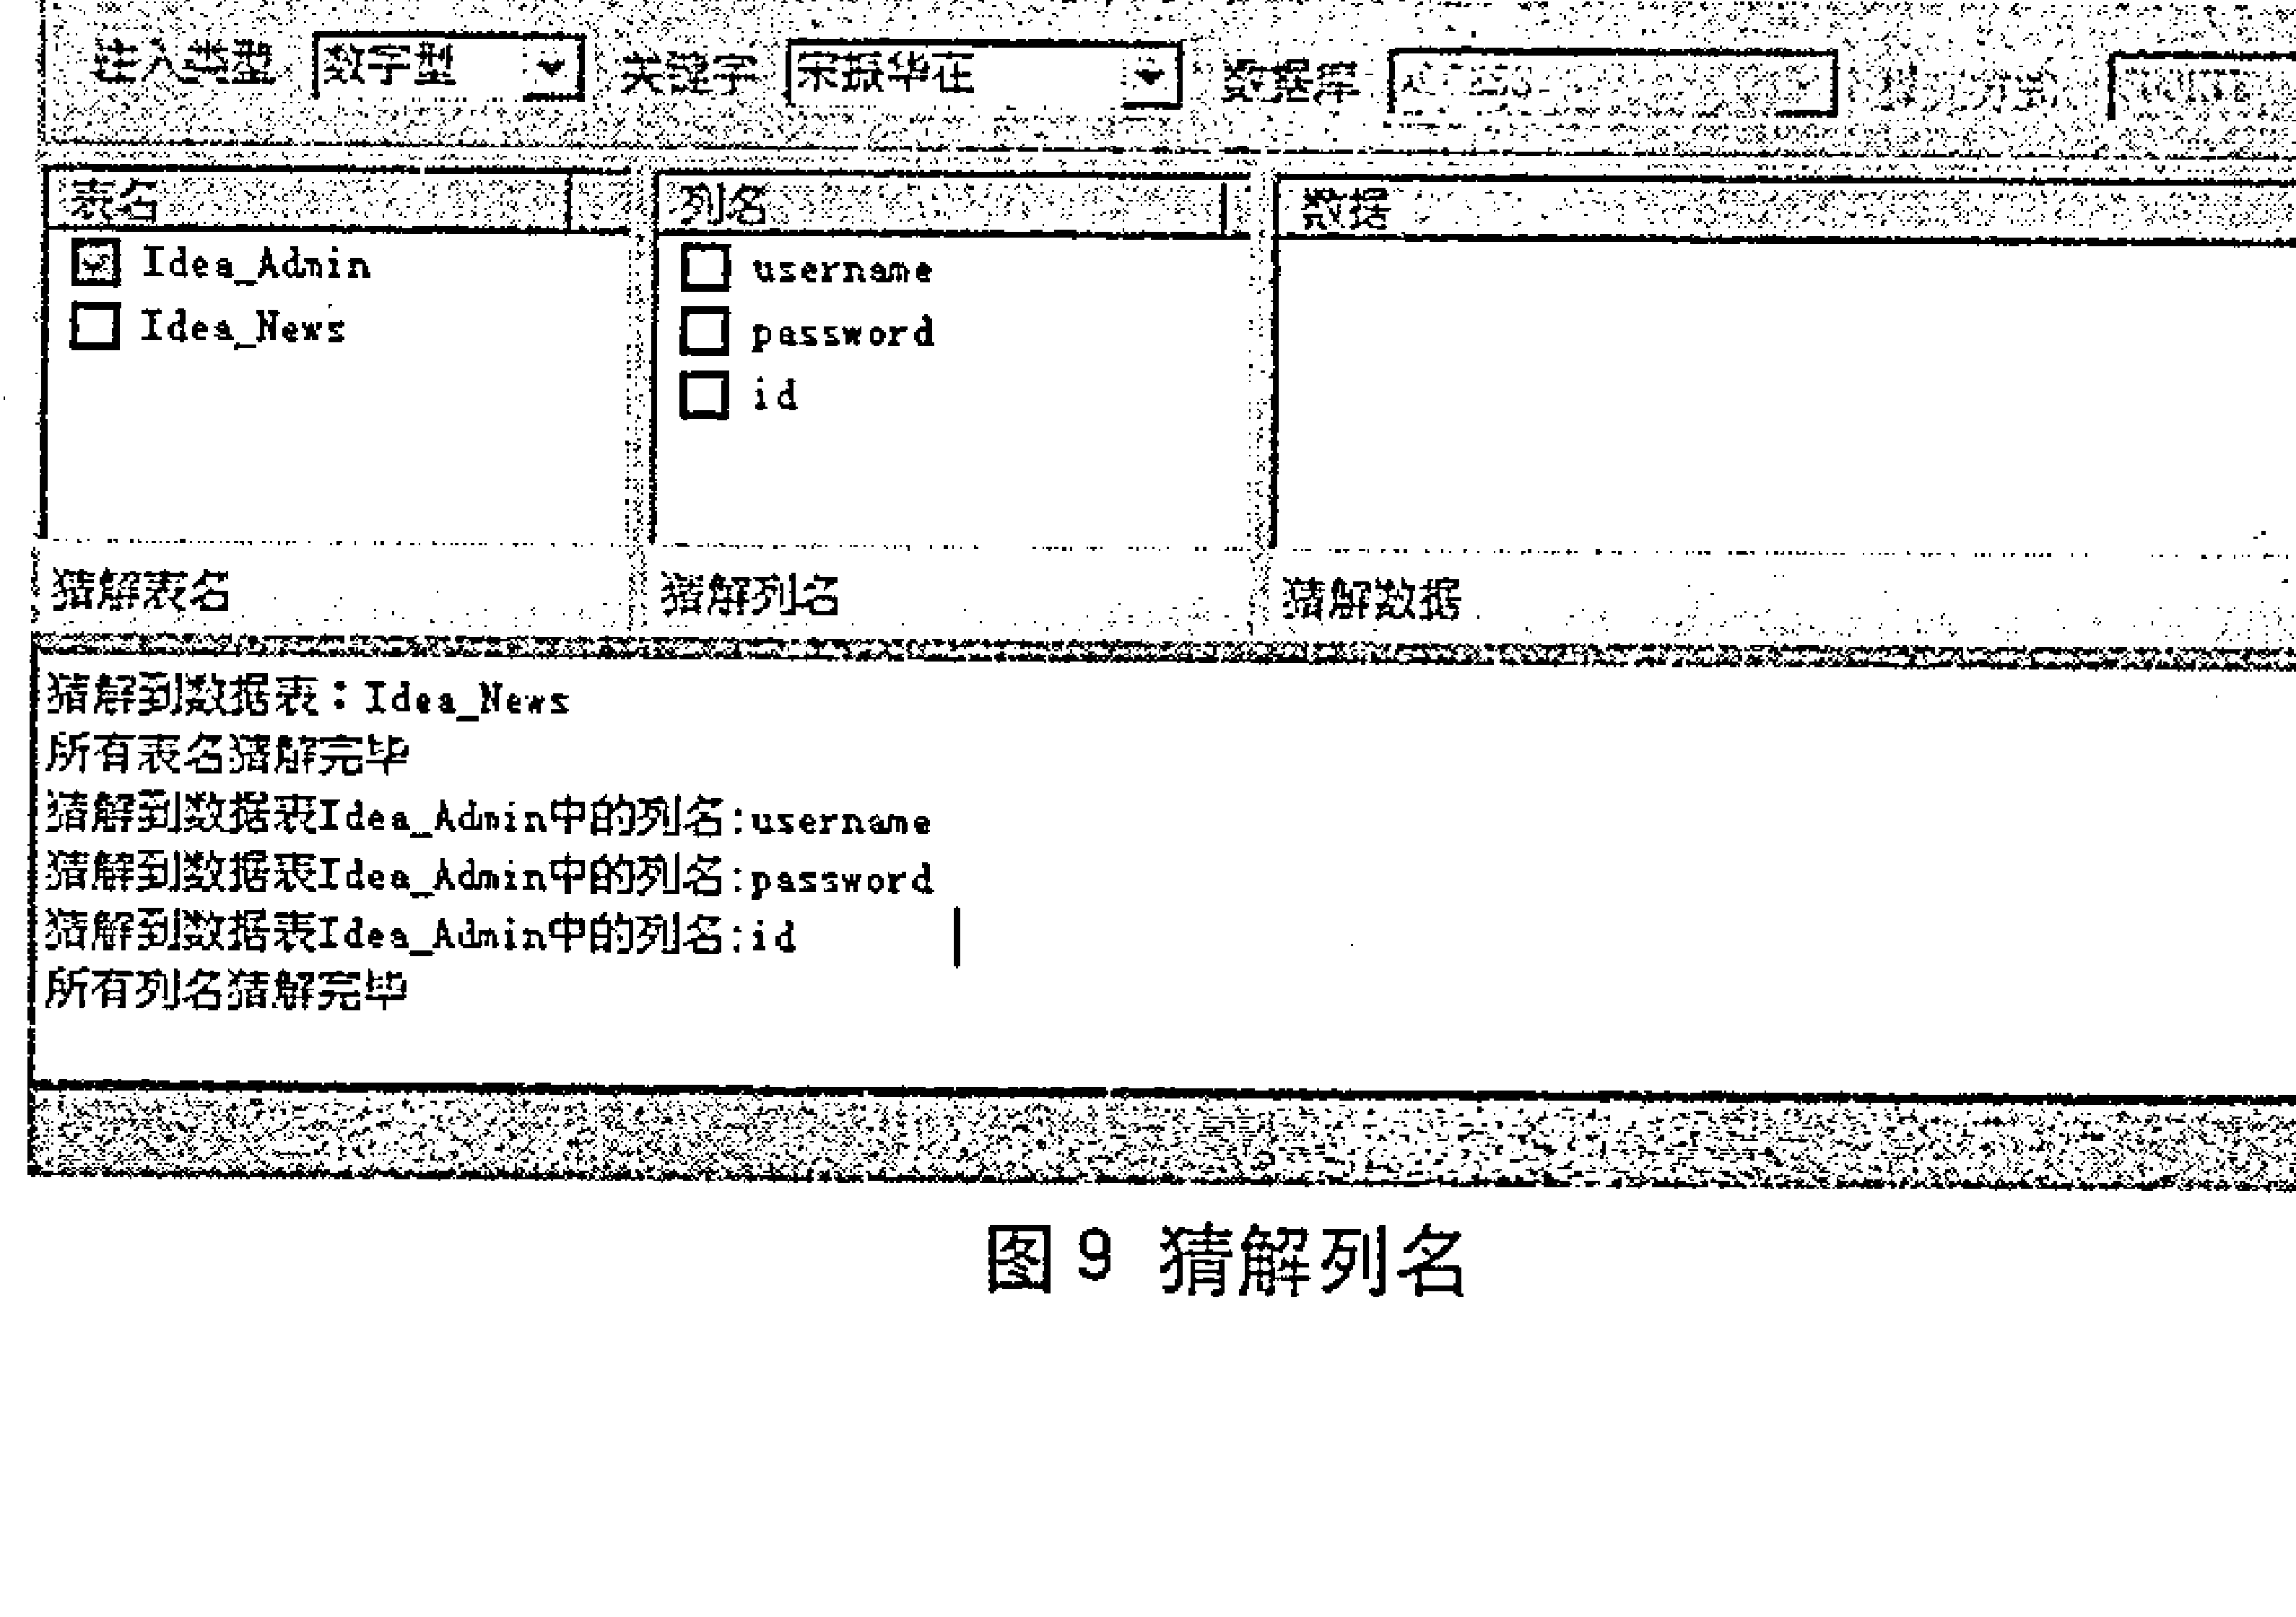 注入类型 数字型 关键字 宋振华在 数据库
表名 列名 数据
Idea_Admin username
Idea_News password
id
猜解表名 猜解列名 猜解数据
猜解到数据表：Idea_News
所有表名猜解完毕
猜解到数据表Idea_Admin中的列名:username
猜解到数据表Idea_Admin中的列名:password
猜解到数据表Idea_Admin中的列名:id
所有列名猜解完毕
图 9 猜解列名